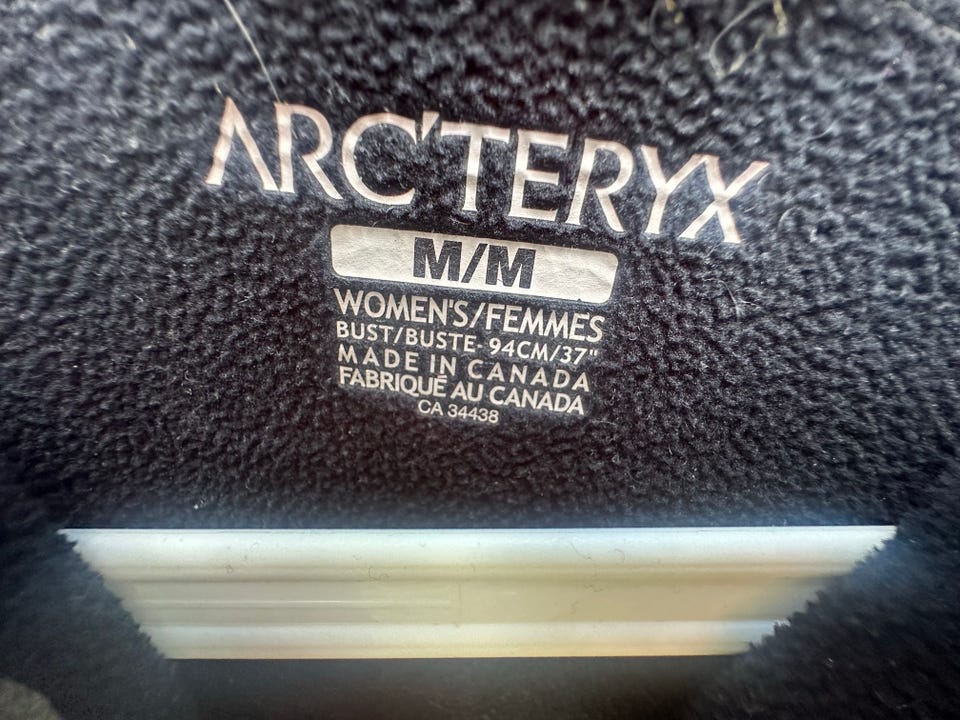 ARC'TERYX
M/M
WOMEN'S/FEMMES
BUST/BUSTE- 94CM/37"
MADE IN CANADA
FABRIQUÉ AU CANADA
CA 34438